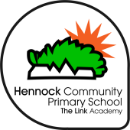 Hennock Community
Primary School
The Link Academy